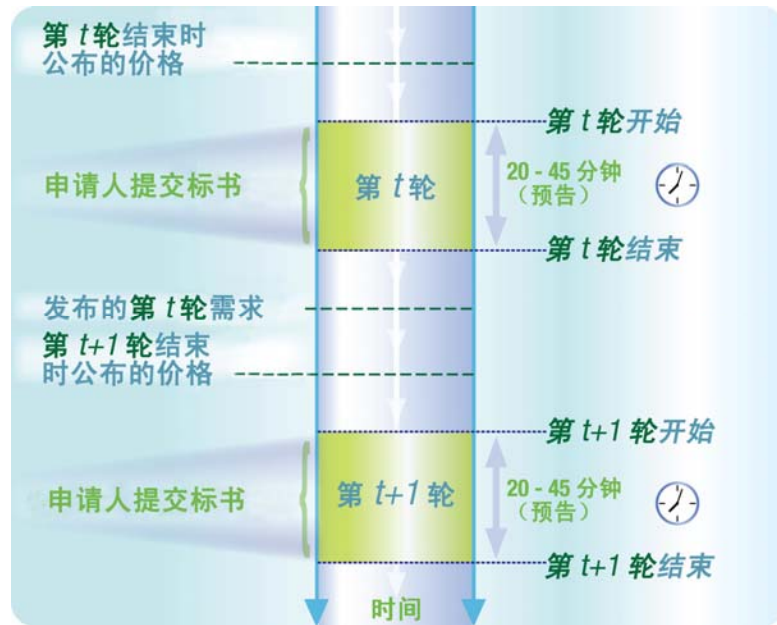 第 t 轮结束时
公布的价格
第 t 轮开始
申请人提交标书
第 t 轮
20 - 45 分钟
（预告）
第 t 轮结束
发布的第 t 轮需求
第 t+1 轮结束
时公布的价格
第 t+1 轮开始
申请人提交标书
第 t+1 轮
20 - 45 分钟
（预告）
第 t+1 轮结束
时间